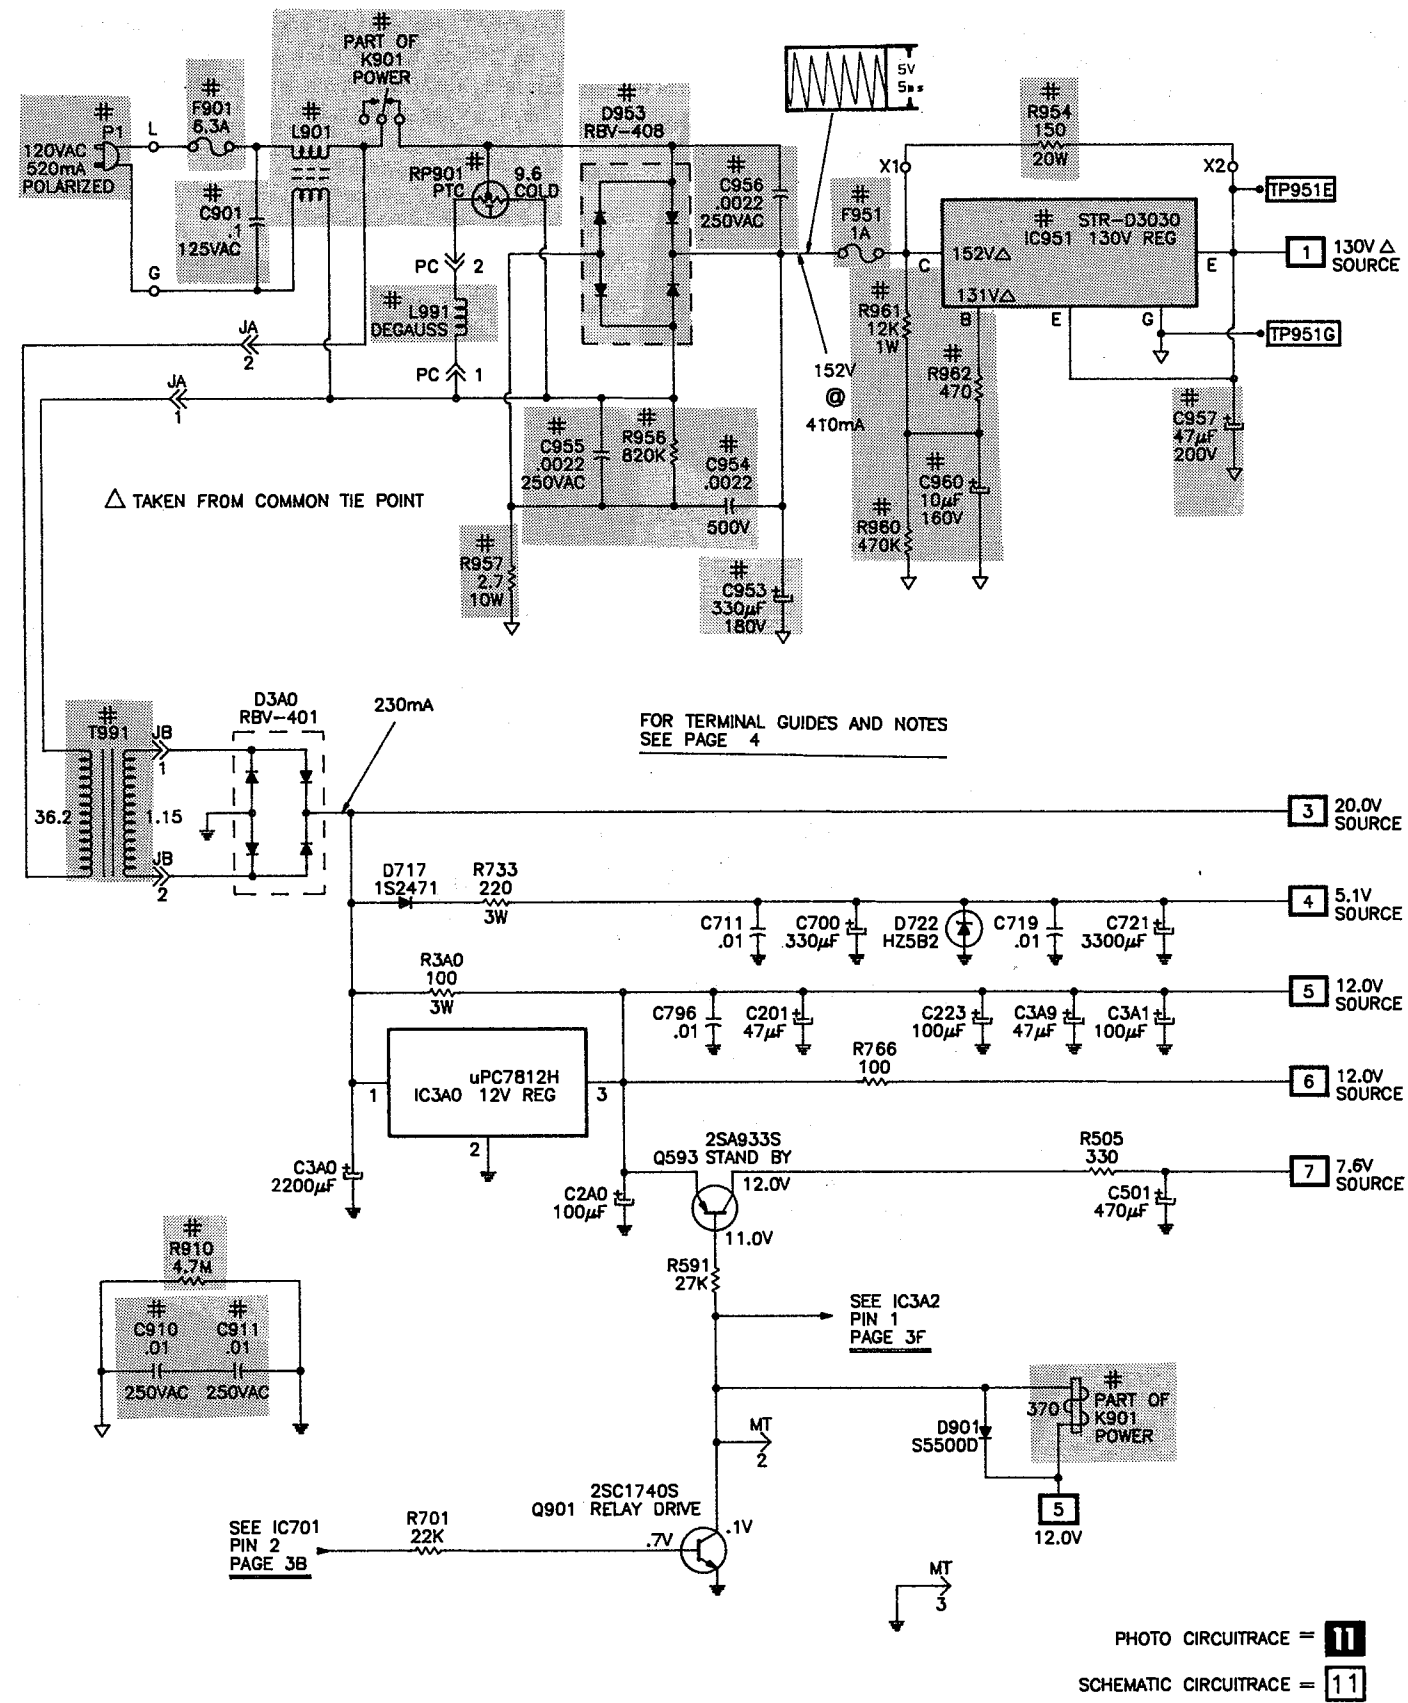 #
PART OF
K901
POWER
#
F901
6.3A
#
L901
#
P1
L
120VAC
520mA
POLARIZED
#
C901
.1
125VAC
G
#
RP901
PTC
9.6
COLD
#
D953
RBV-408
#
C956
.0022
250VAC
5V
5ms
#
F951
1A
#
R954
150
20W
X1
X2
TP951E
#
IC951
STR-D3030
130V REG
152V△
131V△
C
E
B
E
G
1
130V △
SOURCE
TP951G
PC
2
#
L991
DEGAUSS
PC
1
JA
2
JA
1
#
R961
12K
1W
#
R962
470
152V
@
410mA
#
C957
47µF
200V
#
C955
.0022
250VAC
#
R956
820K
#
C954
.0022
500V
#
C960
10µF
160V
#
R960
470K
△ TAKEN FROM COMMON TIE POINT
#
R957
2.7
10W
#
C953
330µF
180V
#
T991
36.2
1.15
JB
1
JB
2
D3A0
RBV-401
230mA
FOR TERMINAL GUIDES AND NOTES
SEE PAGE 4
3
20.0V
SOURCE
D717
1S2471
R733
220
3W
C711
.01
C700
330µF
D722
HZ5B2
C719
.01
C721
3300µF
4
5.1V
SOURCE
R3A0
100
3W
C796
.01
C201
47µF
C223
100µF
C3A9
47µF
C3A1
100µF
5
12.0V
SOURCE
uPC7812H
IC3A0 12V REG
1
3
2
R766
100
6
12.0V
SOURCE
C3A0
2200µF
C2A0
100µF
2SA933S
Q593 STAND BY
12.0V
11.0V
R505
330
C501
470µF
7
7.6V
SOURCE
#
R910
4.7M
#
C910
.01
250VAC
#
C911
.01
250VAC
R591
27K
SEE IC3A2
PIN 1
PAGE 3F
D901
S5500D
370
#
PART OF
K901
POWER
5
12.0V
MT
2
2SC1740S
Q901 RELAY DRIVE
.1V
.7V
R701
22K
SEE IC701
PIN 2
PAGE 3B
MT
3
PHOTO CIRCUITRACE = 11
SCHEMATIC CIRCUITRACE = 11